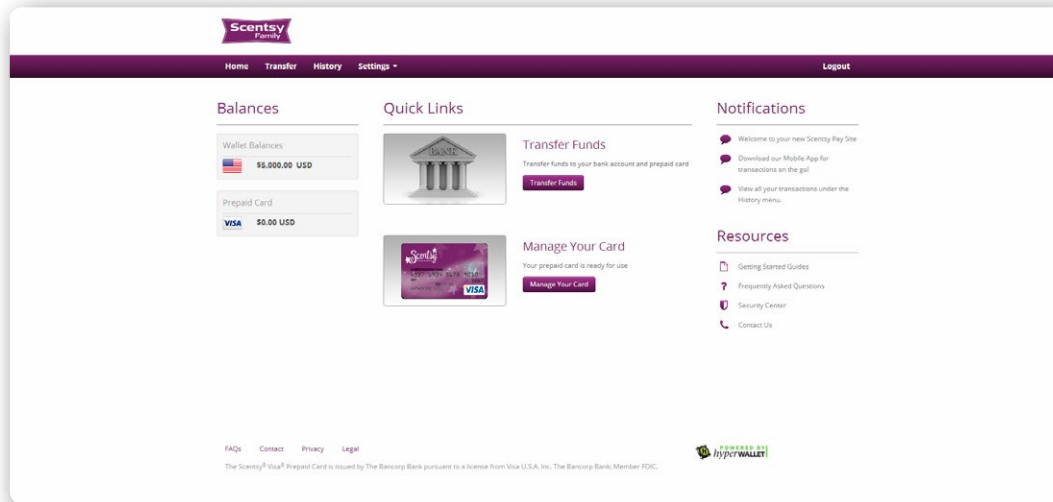 Scentsy
Family
Home Transfer History Settings
Logout
Balances
Wallet Balances
$5,000.00 USD
Prepaid Card
VISA $0.00 USD
Quick Links
BANK
Transfer Funds
Transfer funds to your bank account and prepaid card
Transfer Funds
Scentsy
VISA
Manage Your Card
Your prepaid card is ready for use
Manage Your Card
Notifications
Welcome to your new Scentsy Pay Site
Download our Mobile App for
transactions on the go!
View all your transactions under the
History menu.
Resources
Getting Started Guides
Frequently Asked Questions
Security Center
Contact Us
FAQs Contact Privacy Legal
The Scentsy® Visa® Prepaid Card is issued by The Bancorp Bank pursuant to a license from Visa U.S.A. Inc. The Bancorp Bank; Member FDIC.
POWERED BY
hyperWALLET